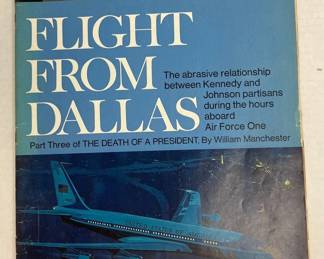 FLIGHT
FROM
DALLAS
The abrasive relationship
between Kennedy and
Johnson partisans
during the hours
aboard
Air Force One
Part Three of THE DEATH OF A PRESIDENT, By William Manchester